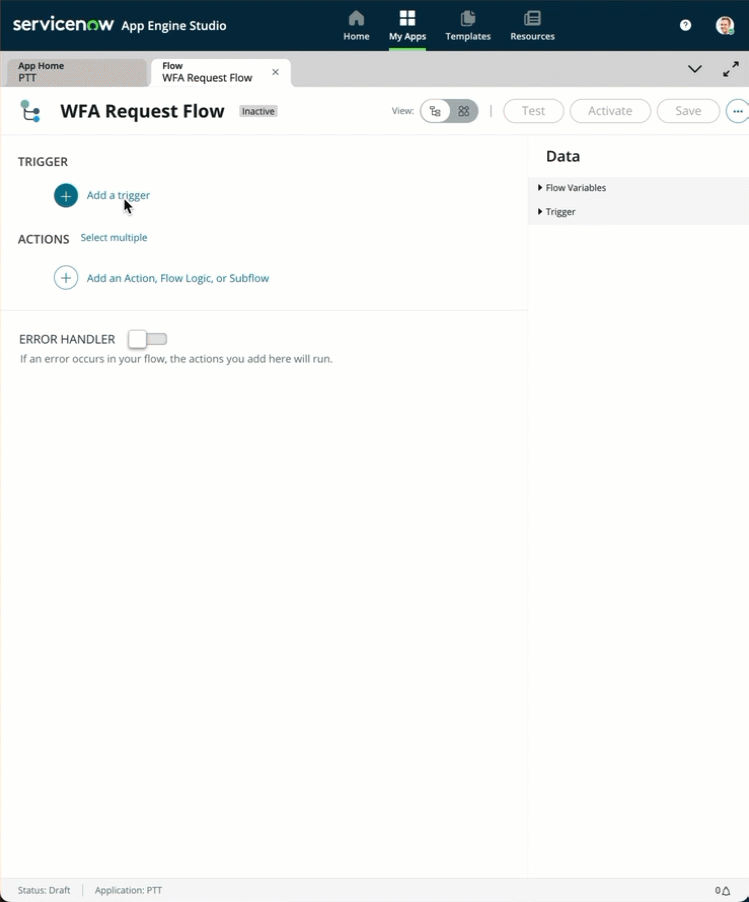 servicenow App Engine Studio
Home
My Apps
Templates
Resources
App Home
PTT
Flow
WFA Request Flow
WFA Request Flow
Inactive
View:
Test
Activate
Save
TRIGGER
Add a trigger
ACTIONS Select multiple
Add an Action, Flow Logic, or Subflow
ERROR HANDLER
If an error occurs in your flow, the actions you add here will run.
Data
Flow Variables
Trigger
Status: Draft
Application: PTT
0